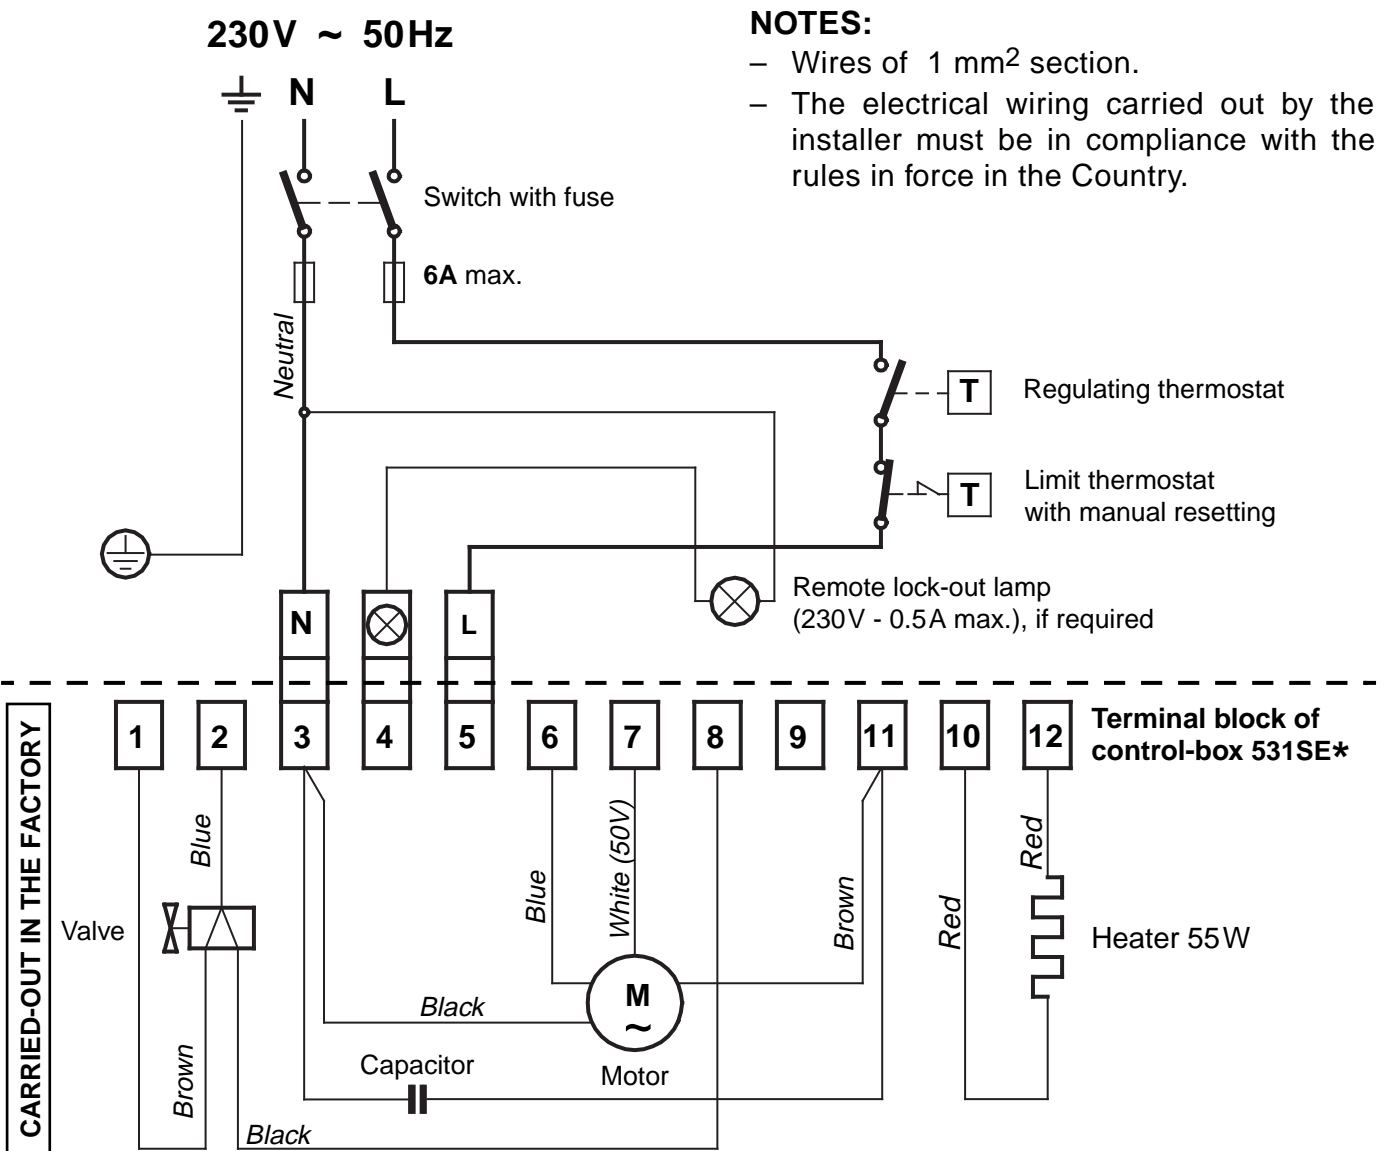 230V ~ 50Hz
N L
Switch with fuse
6A max.
Neutral
NOTES:
– Wires of 1 mm2 section.
– The electrical wiring carried out by the
installer must be in compliance with the
rules in force in the Country.
T Regulating thermostat
T Limit thermostat
with manual resetting
Remote lock-out lamp
(230V - 0.5A max.), if required
N L
1 2 3 4 5 6 7 8 9 11 10 12
Terminal block of
control-box 531SE*
CARRIED-OUT IN THE FACTORY
Blue
Valve
Brown
Black
Black
Capacitor
Blue
White (50V)
M
~
Motor
Brown
Red
Red
Heater 55W